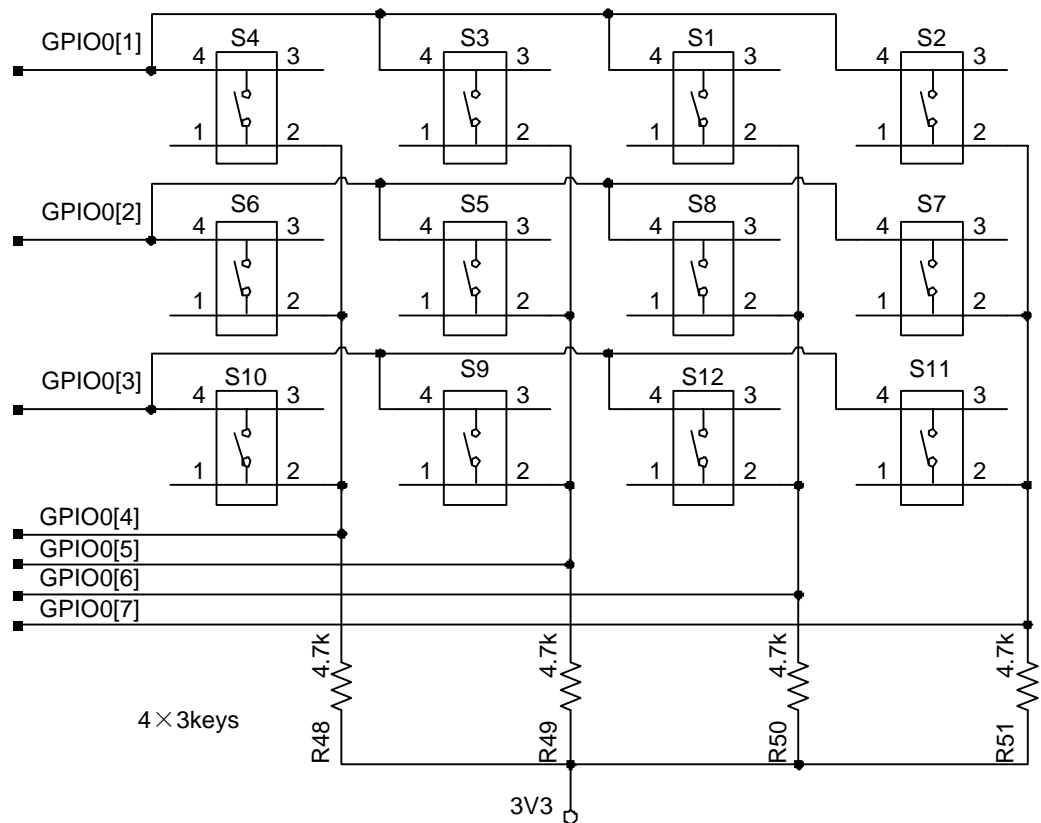 GPIO0[1]
S4
S3
S1
S2
4
3
4
3
4
3
4
3
1
2
1
2
1
2
1
2
GPIO0[2]
S6
S5
S8
S7
4
3
4
3
4
3
4
3
1
2
1
2
1
2
1
2
GPIO0[3]
S10
S9
S12
S11
4
3
4
3
4
3
4
3
1
2
1
2
1
2
1
2
GPIO0[4]
GPIO0[5]
GPIO0[6]
GPIO0[7]
4.7k
4.7k
4.7k
4.7k
4×3keys
R48
R49
R50
R51
3V3